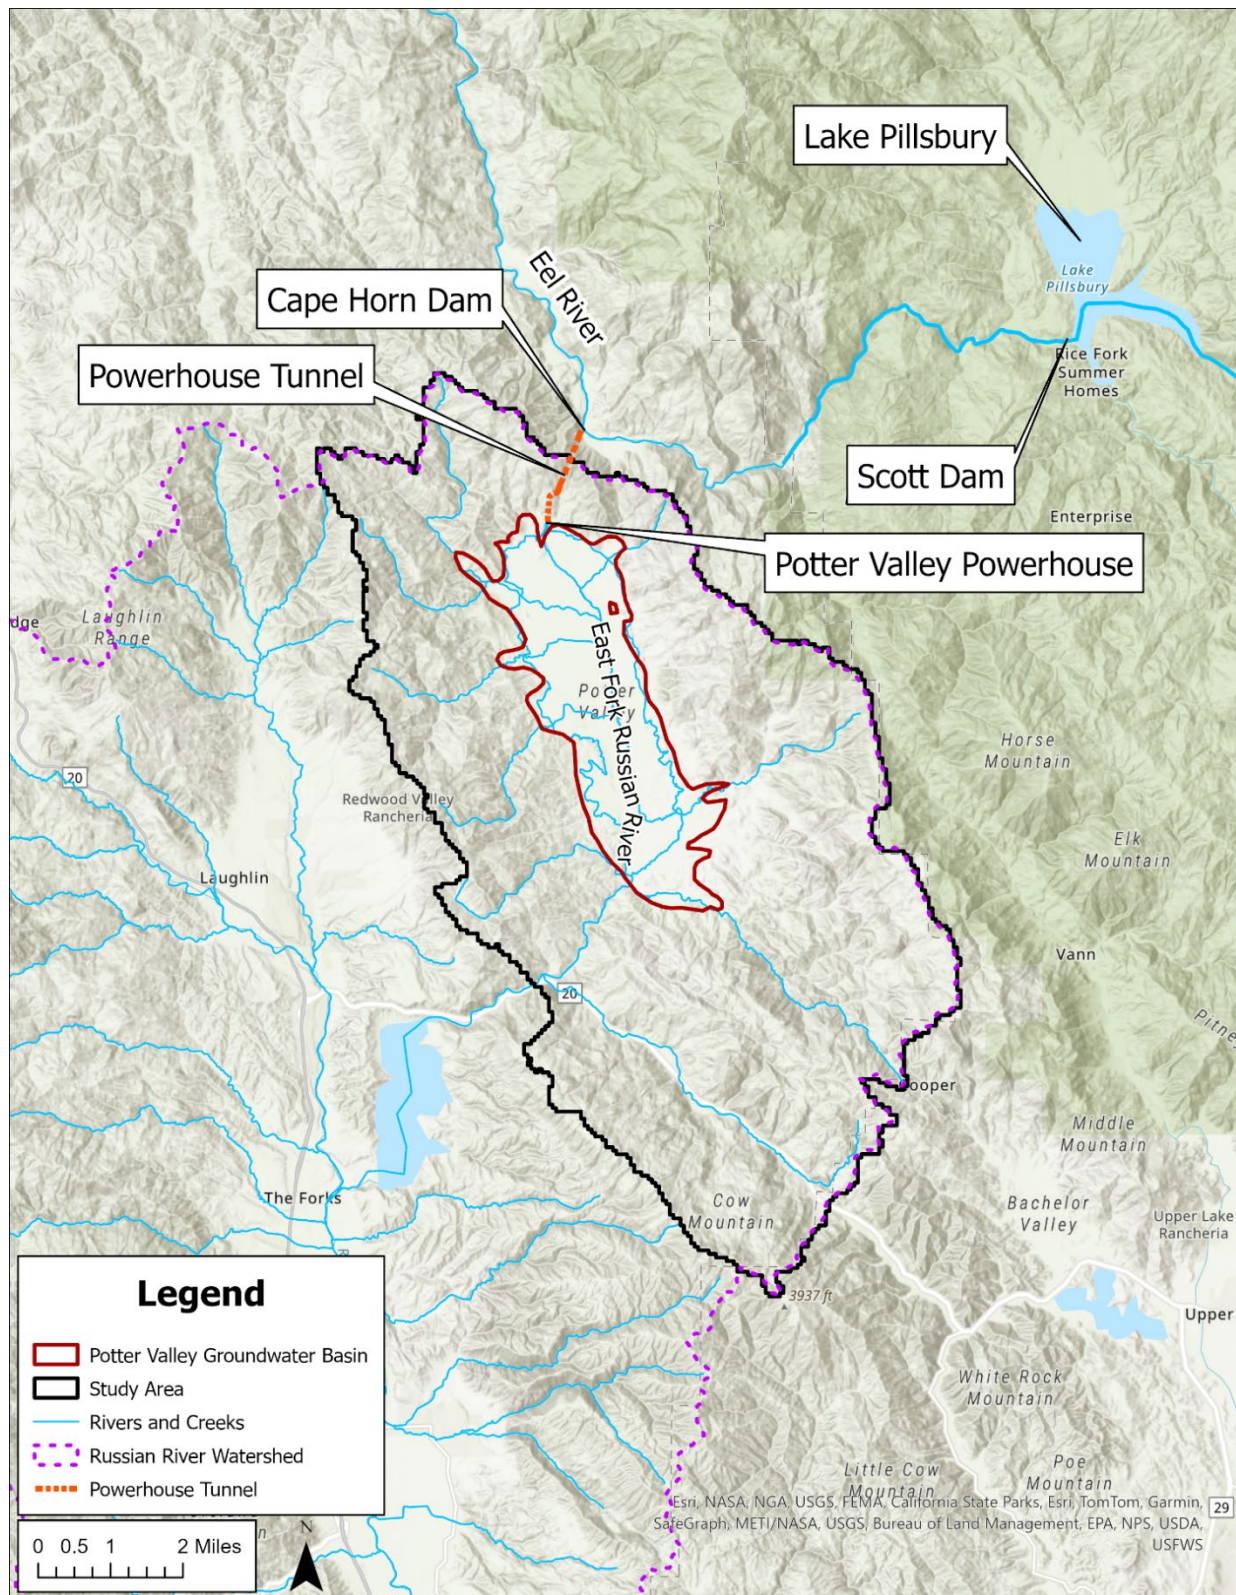 Lake Pillsbury
Lake
Pillsbury
Eel River
Cape Horn Dam
Powerhouse Tunnel
Rice Fork
Summer
Homes
Scott Dam
Enterprise
Potter Valley Powerhouse
Laughlin
Range
dge
East Fork Russian River
Potter
Valley
Horse
Mountain
20
Redwood Valley
Rancheria
Elk
Mountain
Laughlin
Vann
20
Pitney
ooper
Middle
Mountain
The Forks
Cow
Mountain
Bachelor
Valley
Upper Lake
Rancheria
R
Legend
Potter Valley Groundwater Basin
Study Area
Rivers and Creeks
Russian River Watershed
Powerhouse Tunnel
3937 ft
Upper
White Rock
Mountain
Little Cow
Mountain
Poe
Mountain
29
N
0 0.5 1 2 Miles
Esri, NASA, NGA, USGS, FEMA, California State Parks, Esri, TomTom, Garmin,
SafeGraph, METI/NASA, USGS, Bureau of Land Management, EPA, NPS, USDA,
USFWS